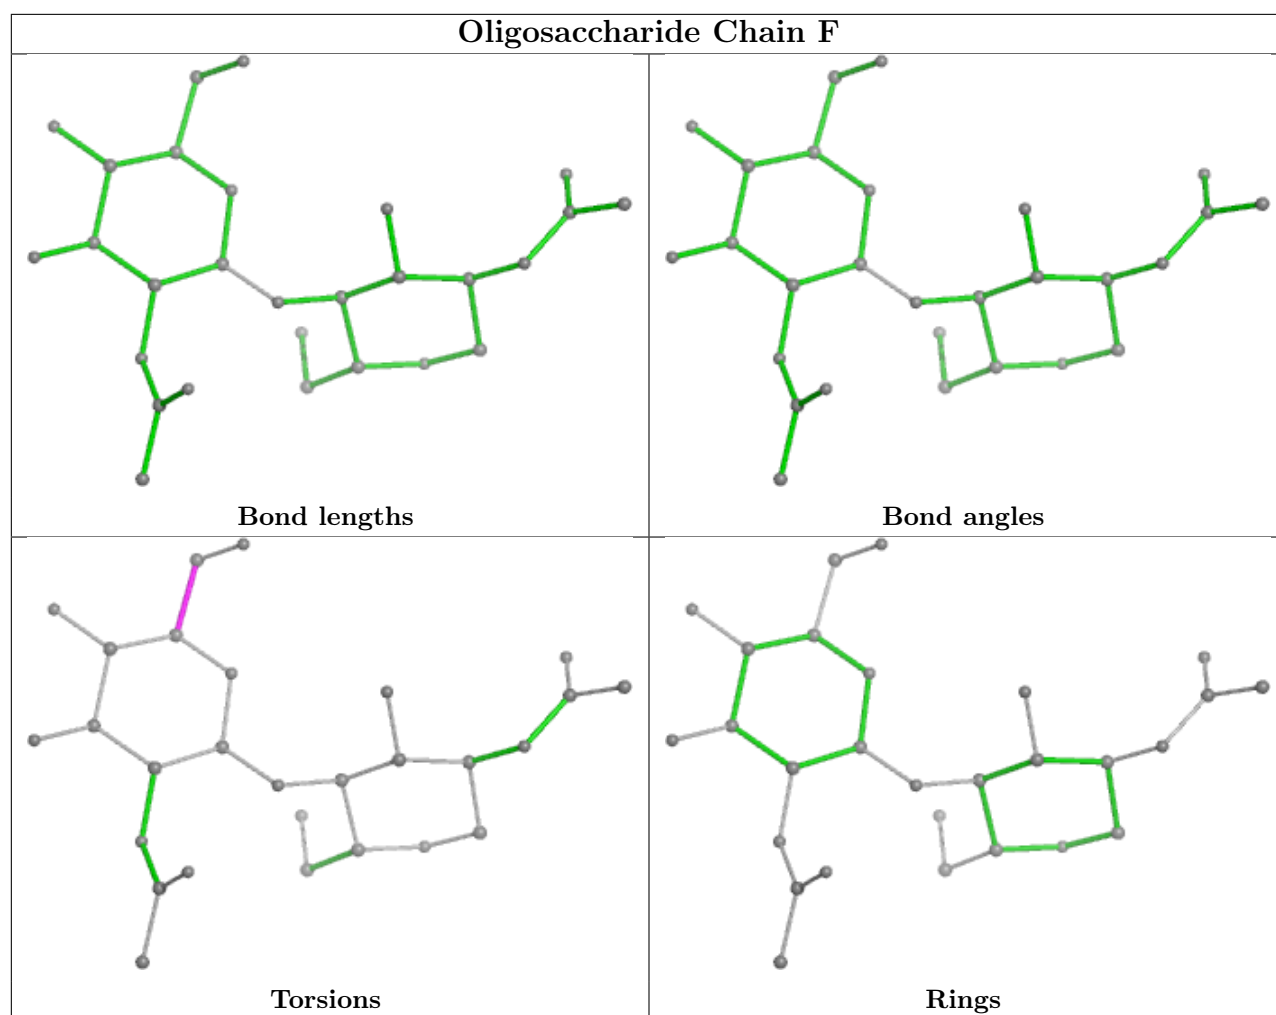 Oligosaccharide Chain F
Bond lengths
Bond angles
Torsions
Rings